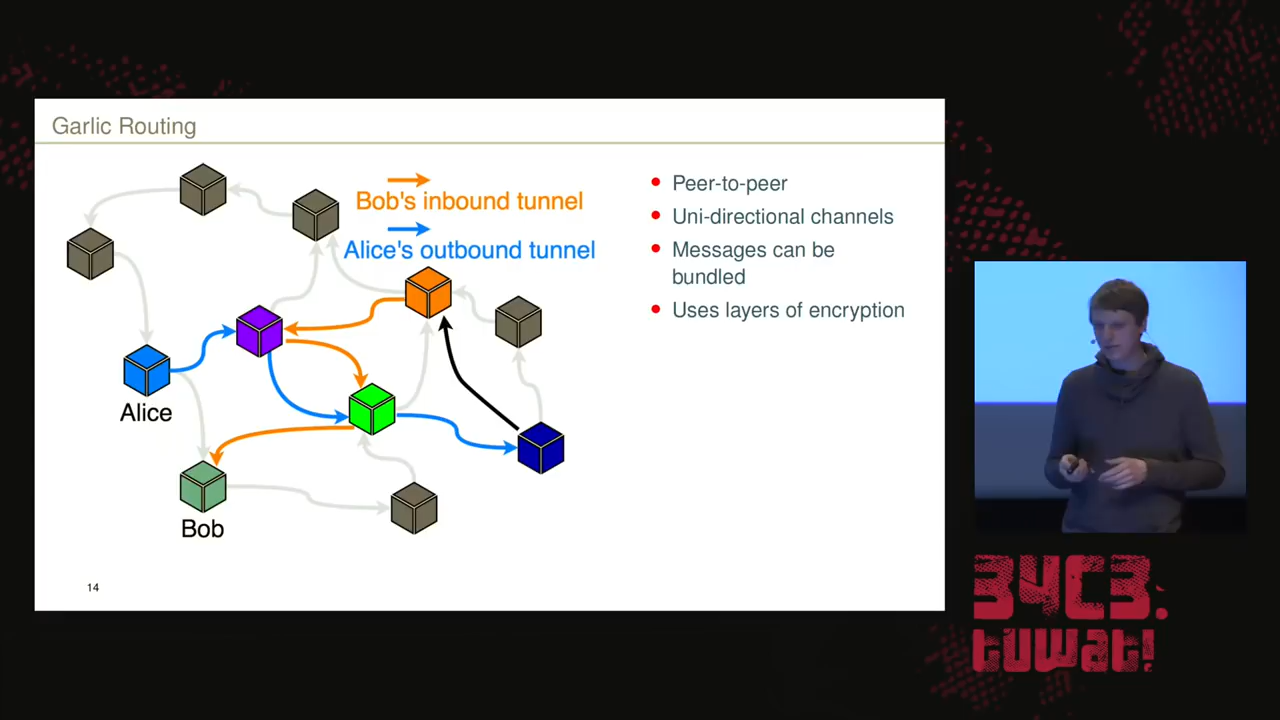 Garlic Routing
Bob's inbound tunnel
Alice's outbound tunnel
Alice
Bob
Peer-to-peer
Uni-directional channels
Messages can be
bundled
Uses layers of encryption
14
34C3.
tuwat!